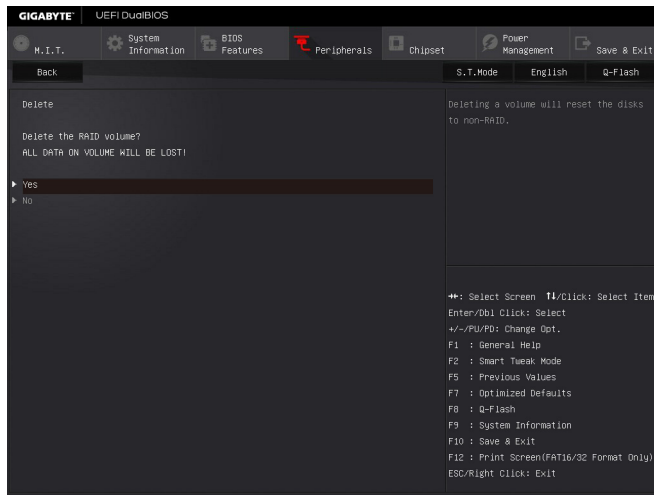 GIGABYTE™ UEFI DualBIOS
M.I.T. System Information BIOS Features Peripherals Chipset Power Management Save & Exit
Back S.T.Mode English Q-Flash
Delete
Delete the RAID volume?
ALL DATA ON VOLUME WILL BE LOST!
Yes
No
Deleting a volume will reset the disks
to non-RAID.
→←: Select Screen ↑↓/Click: Select Item
Enter/Dbl Click: Select
+/-/PU/PD: Change Opt.
F1 : General Help
F2 : Smart Tweak Mode
F5 : Previous Values
F7 : Optimized Defaults
F8 : Q-Flash
F9 : System Information
F10 : Save & Exit
F12 : Print Screen(FAT16/32 Format Only)
ESC/Right Click: Exit